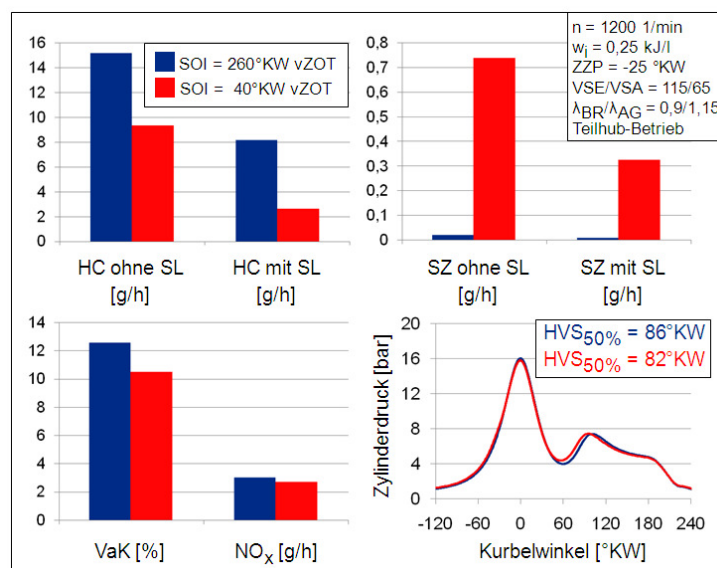 16
14
12
10
8
6
4
2
0
SOI = 260°KW vZOT
SOI = 40°KW vZOT
HC ohne SL
[g/h]
HC mit SL
[g/h]
0,8
0,7
0,6
0,5
0,4
0,3
0,2
0,1
0
n = 1200 1/min
wi = 0,25 kJ/l
ZZP = -25 °KW
VSE/VSA = 115/65
λBR/λAG = 0,9/1,15
Teilhub-Betrieb
SZ ohne SL
[g/h]
SZ mit SL
[g/h]
14
12
10
8
6
4
2
0
VaK [%]
NOX [g/h]
Zylinderdruck [bar]
20
16
12
8
4
0
HVS50% = 86°KW
HVS50% = 82°KW
-120 -60 0 60 120 180 240
Kurbelwinkel [°KW]